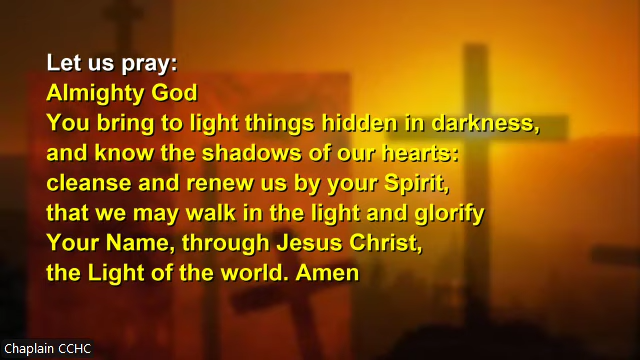 Let us pray:
Almighty God
You bring to light things hidden in darkness,
and know the shadows of our hearts:
cleanse and renew us by your Spirit,
that we may walk in the light and glorify
Your Name, through Jesus Christ,
the Light of the world. Amen
Chaplain CCHC